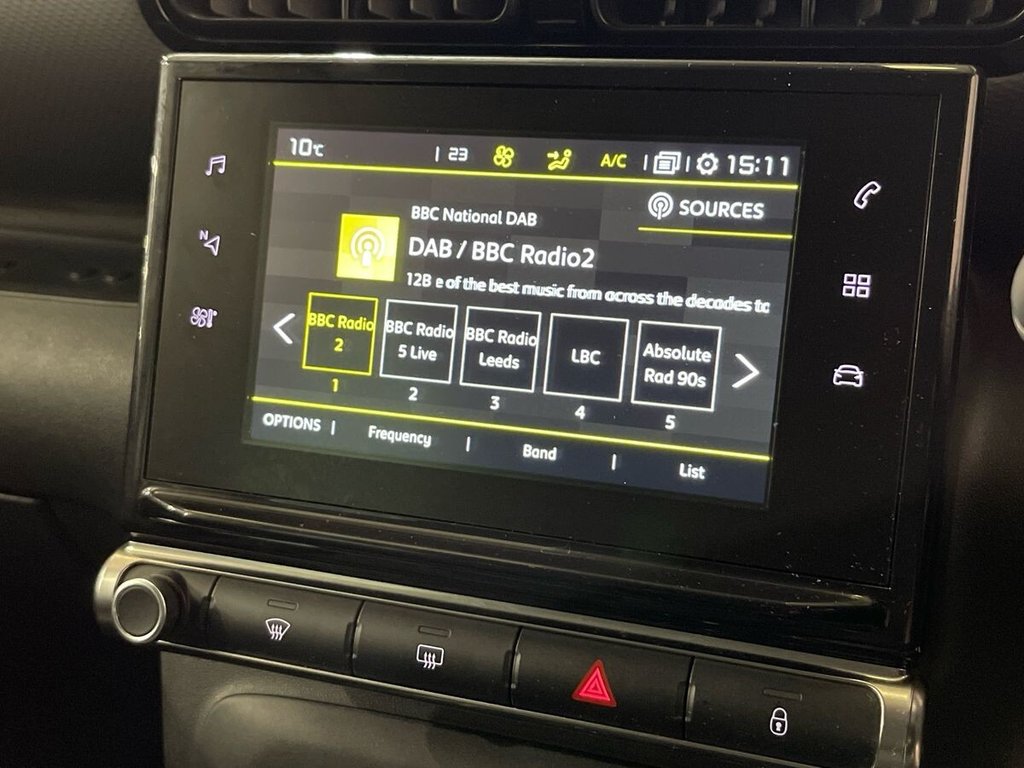 10°C
23
A/C
15:11
SOURCES
BBC National DAB
DAB / BBC Radio2
12B e of the best music from across the decades to
BBC Radio
2
BBC Radio
5 Live
BBC Radio
Leeds
LBC
Absolute
Rad 90s
1
2
3
4
5
OPTIONS
Frequency
Band
List
N